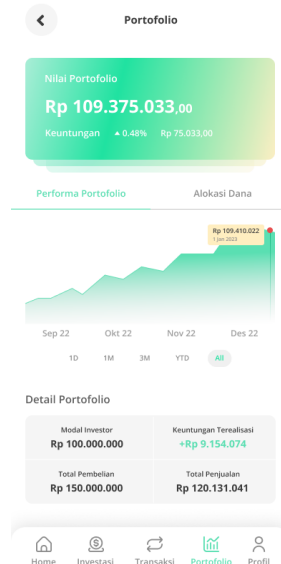 Portofolio
Nilai Portofolio
Rp 109.375.033,00
Keuntungan ▲ 0.48% Rp 75.033,00
Performa Portofolio Alokasi Dana
Rp 109.410.022
1 Jan 2023
Sep 22 Okt 22 Nov 22 Des 22
1D 1M 3M YTD All
Detail Portofolio
Modal Investor Keuntungan Terealisasi
Rp 100.000.000 +Rp 9.154.074
Total Pembelian Total Penjualan
Rp 150.000.000 Rp 120.131.041
Home Investasi Transaksi Portofolio Profil